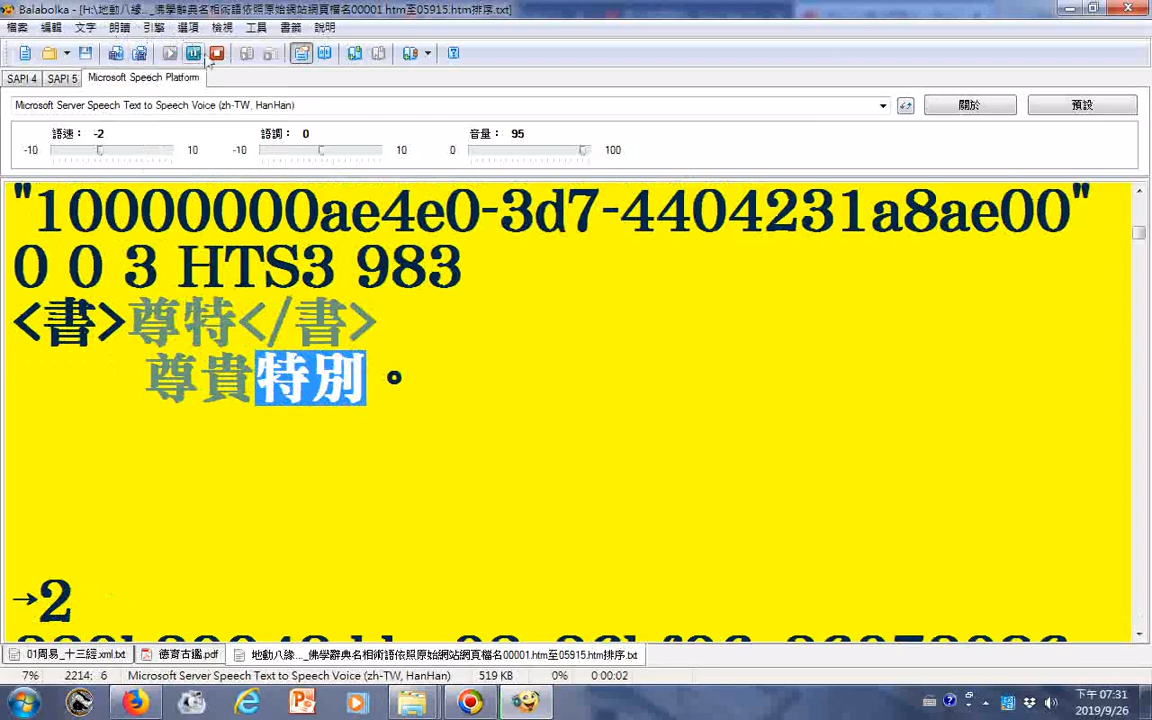 Balabolka - [H:\地動八緣..._佛學辭典名相術語依照原始網站網頁檔名00001.htm至05915.htm排序.txt]
檔案 編輯 文字 朗讀 引擎 選項 檢視 工具 書籤 說明
SAPI 4 SAPI 5 Microsoft Speech Platform
Microsoft Server Speech Text to Speech Voice (zh-TW, HanHan) 關於 預設
語速： -2 語調： 0 音量： 95
-10 10 -10 10 0 100
"10000000ae4e0-3d7-4404231a8ae00"
0 0 3 HTS3 983
<書>尊特</書>
尊貴特別。
→2
01周易_十三經.xml.txt 德育古鑑.pdf 地動八緣..._佛學辭典名相術語依照原始網站網頁檔名00001.htm至05915.htm排序.txt
7% 2214: 6 Microsoft Server Speech Text to Speech Voice (zh-TW, HanHan) 519 KB 0% 0:00:02
下午 07:31
2019/9/26